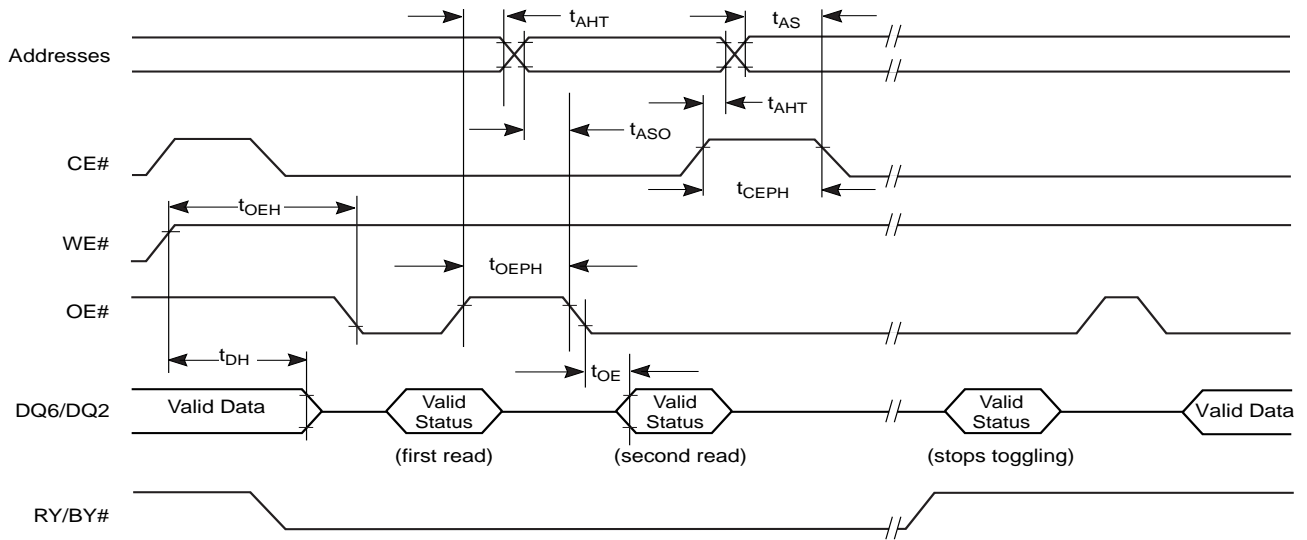 tAHT
tAS
Addresses
tAHT
tASO
CE#
tCEPH
tOEH
WE#
tOEPH
OE#
tDH
tOE
DQ6/DQ2
Valid Data
Valid
Status
Valid
Status
Valid
Status
Valid Data
(first read)
(second read)
(stops toggling)
RY/BY#